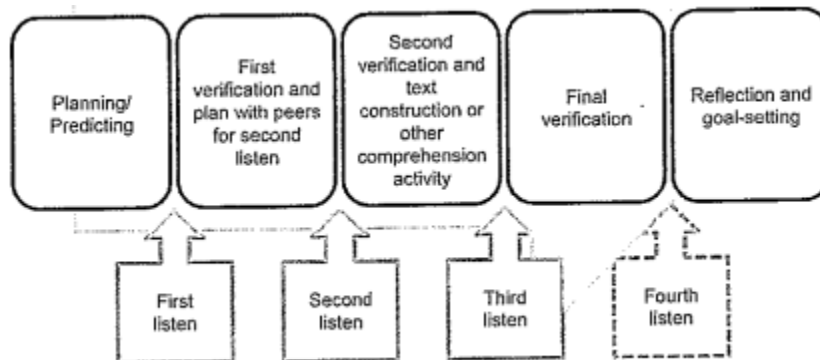 Planning/
Predicting
First
verification and
plan with peers
for second
listen
Second
verification and
text
construction or
other
comprehension
activity
Final
verification
Reflection and
goal-setting
First
listen
Second
listen
Third
listen
Fourth
listen